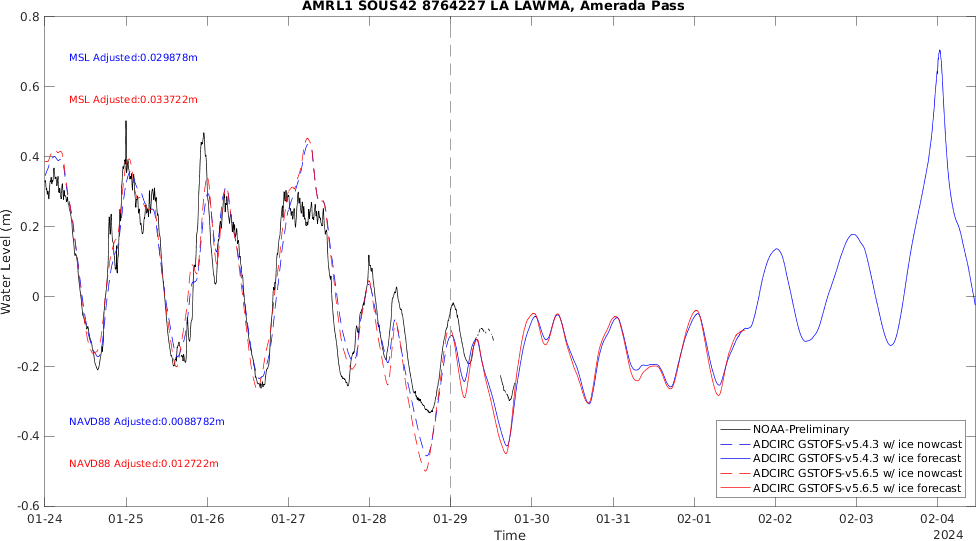 AMRL1 SOUS42 8764227 LA LAWMA, Amerada Pass
0.8
0.6
0.4
0.2
0
-0.2
-0.4
-0.6
Water Level (m)
MSL Adjusted:0.029878m
MSL Adjusted:0.033722m
NAVD88 Adjusted:0.0088782m
NAVD88 Adjusted:0.012722m
NOAA-Preliminary
ADCIRC GSTOFS-v5.4.3 w/ ice nowcast
ADCIRC GSTOFS-v5.4.3 w/ ice forecast
ADCIRC GSTOFS-v5.6.5 w/ ice nowcast
ADCIRC GSTOFS-v5.6.5 w/ ice forecast
01-24 01-25 01-26 01-27 01-28 01-29 01-30 01-31 02-01 02-02 02-03 02-04
Time
2024